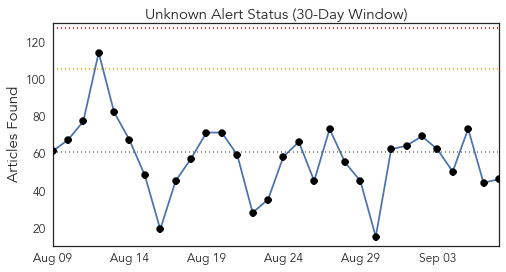 Unknown Alert Status (30-Day Window)
Articles Found
120
100
80
60
40
20
Aug 09 Aug 14 Aug 19 Aug 24 Aug 29 Sep 03